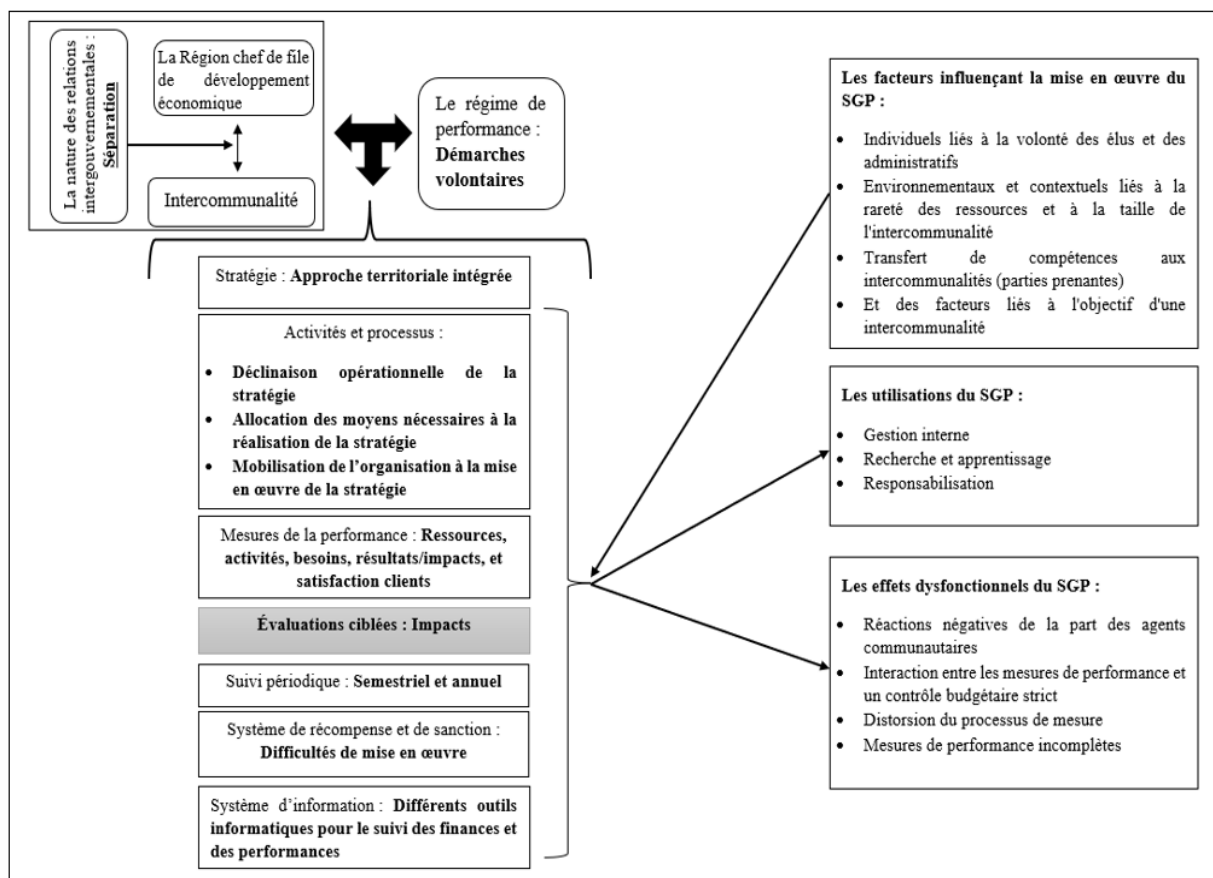 La nature des relations
intergouvernementales :
Séparation
La Région chef de file
de développement
économique
Intercommunalité
Le régime de
performance :
Démarches
volontaires
Stratégie : Approche territoriale intégrée
Activités et processus :
• Déclinaison opérationnelle de la
stratégie
• Allocation des moyens nécessaires à la
réalisation de la stratégie
• Mobilisation de l’organisation à la mise
en œuvre de la stratégie
Mesures de la performance : Ressources,
activités, besoins, résultats/impacts, et
satisfaction clients
Évaluations ciblées : Impacts
Suivi périodique : Semestriel et annuel
Système de récompense et de sanction :
Difficultés de mise en œuvre
Système d’information : Différents outils
informatiques pour le suivi des finances et
des performances
Les facteurs influençant la mise en œuvre du
SGP :
• Individuels liés à la volonté des élus et des
administratifs
• Environnementaux et contextuels liés à la
rareté des ressources et à la taille de
l'intercommunalité
• Transfert de compétences aux
intercommunalités (parties prenantes)
• Et des facteurs liés à l'objectif d'une
intercommunalité
Les utilisations du SGP :
• Gestion interne
• Recherche et apprentissage
• Responsabilisation
Les effets dysfonctionnels du SGP :
• Réactions négatives de la part des agents
communautaires
• Interaction entre les mesures de performance et
un contrôle budgétaire strict
• Distorsion du processus de mesure
• Mesures de performance incomplètes